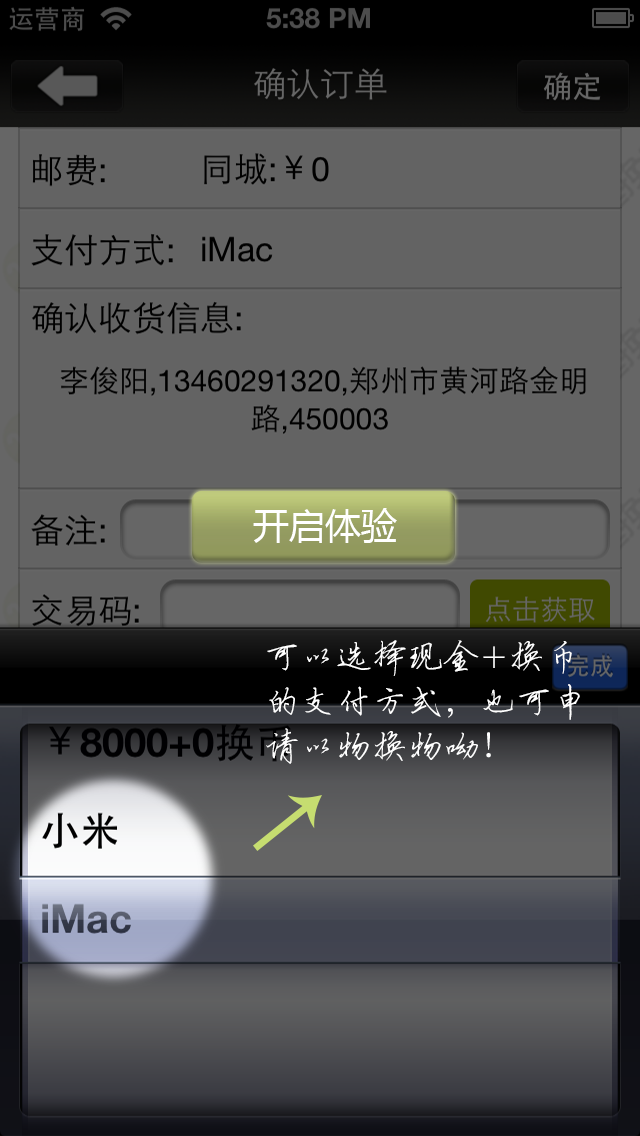 运营商 5:38 PM
确认订单 确定
邮费: 同城:￥0
支付方式: iMac
确认收货信息:
李俊阳,13460291320,郑州市黄河路金明
路,450003
备注:
开启体验
交易码: 点击获取
完成
可以选择现金+换币
的支付方式，也可申
请以物换物呦!
￥8000+0换币
小米
iMac